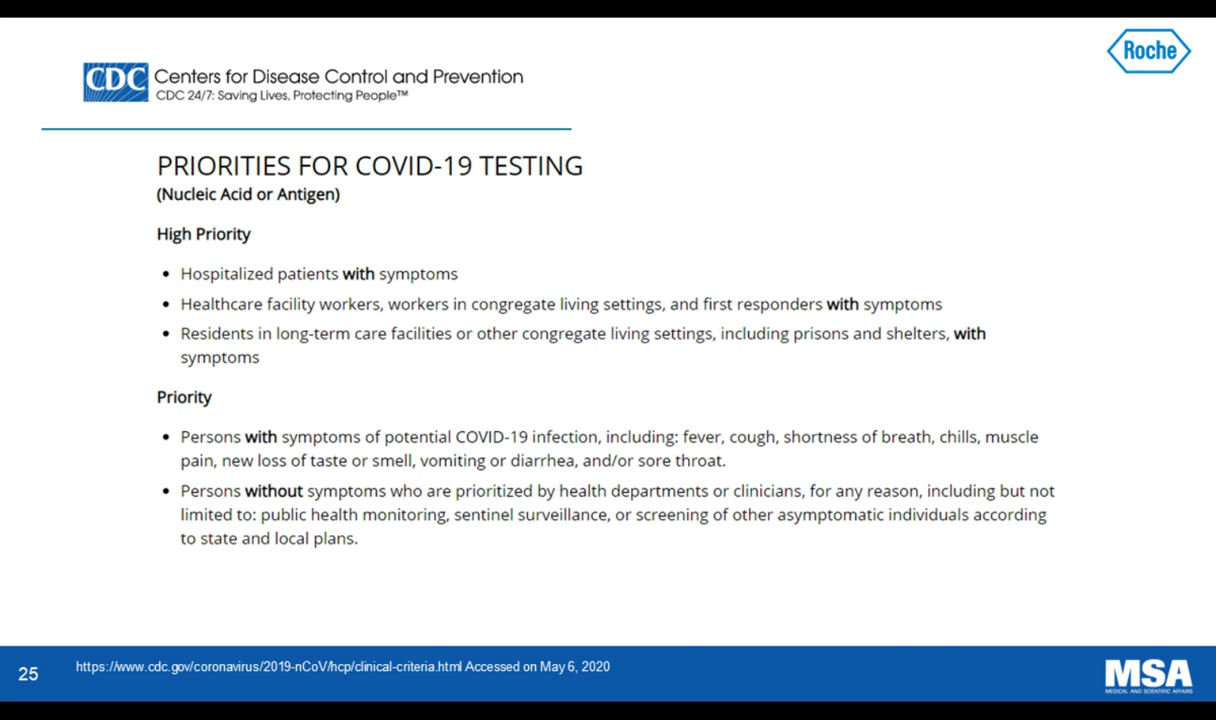 Roche
CDC Centers for Disease Control and Prevention
CDC 24/7: Saving Lives, Protecting People™
PRIORITIES FOR COVID-19 TESTING
(Nucleic Acid or Antigen)
High Priority
• Hospitalized patients with symptoms
• Healthcare facility workers, workers in congregate living settings, and first responders with symptoms
• Residents in long-term care facilities or other congregate living settings, including prisons and shelters, with
symptoms
Priority
• Persons with symptoms of potential COVID-19 infection, including: fever, cough, shortness of breath, chills, muscle
pain, new loss of taste or smell, vomiting or diarrhea, and/or sore throat.
• Persons without symptoms who are prioritized by health departments or clinicians, for any reason, including but not
limited to: public health monitoring, sentinel surveillance, or screening of other asymptomatic individuals according
to state and local plans.
25
https://www.cdc.gov/coronavirus/2019-nCoV/hcp/clinical-criteria.html Accessed on May 6, 2020
MSA
MEDICAL AND SCIENTIFIC AFFAIRS